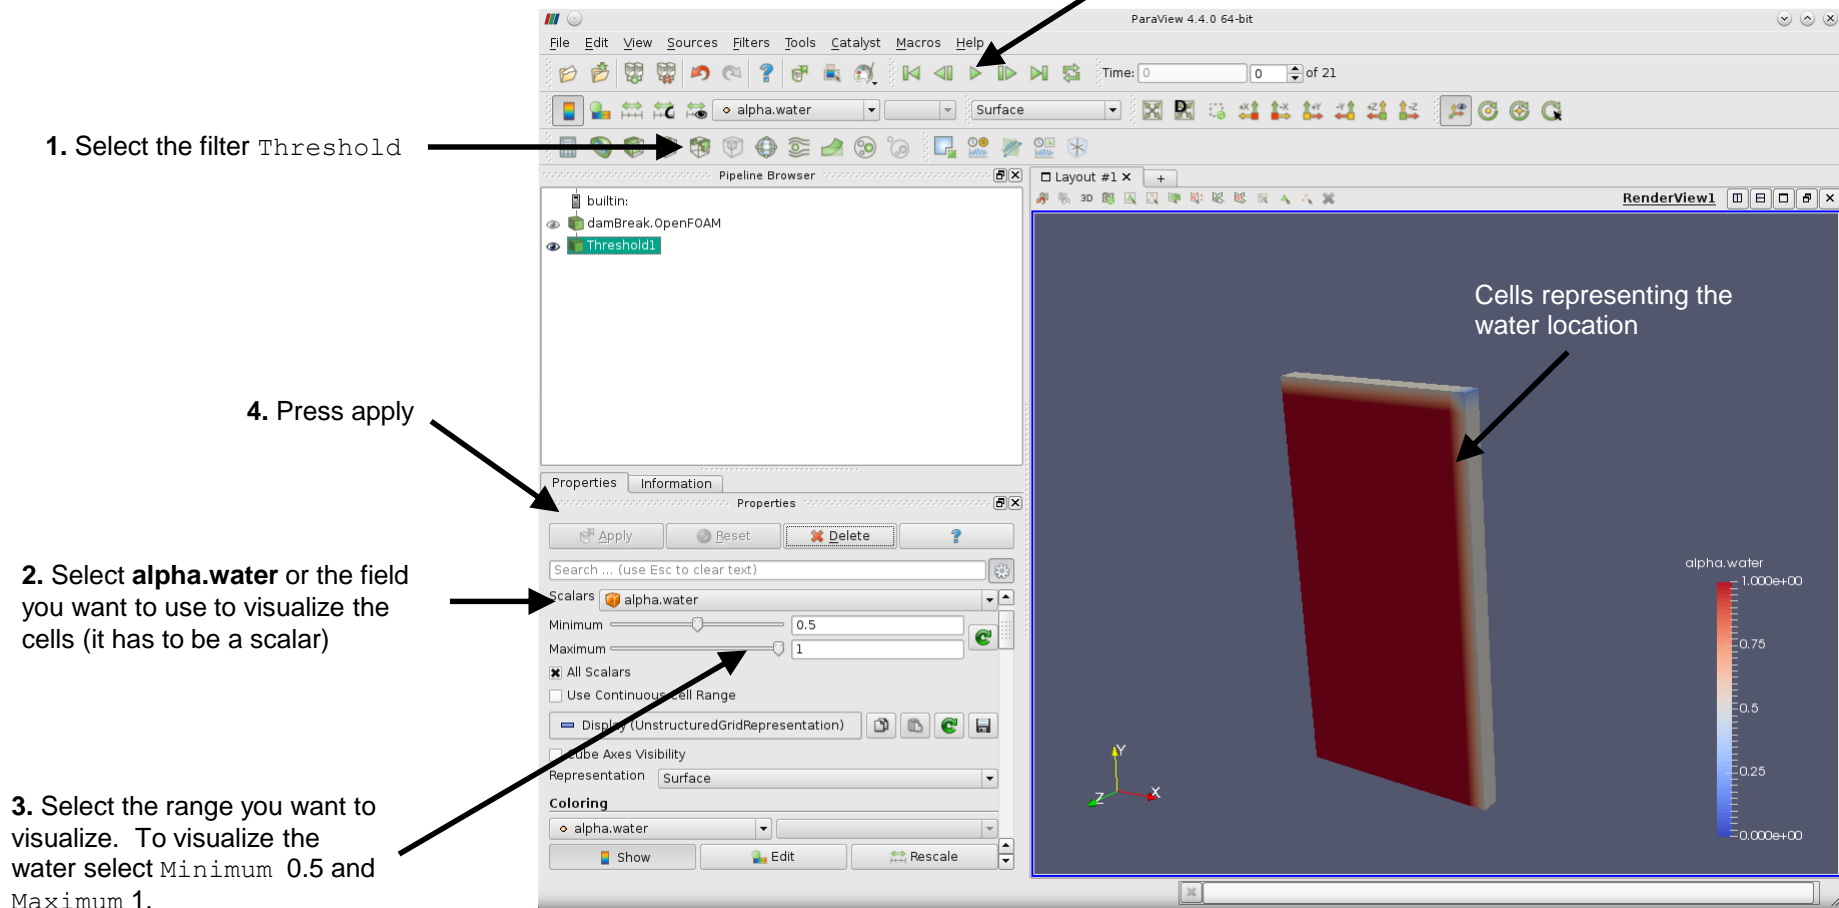 ParaView 4.4.0 64-bit
File Edit View Sources Filters Tools Catalyst Macros Help
Time: 0 0 of 21
alpha.water Surface
1. Select the filter Threshold
Pipeline Browser
Layout #1 +
builtin:
3D
RenderView1
damBreak.OpenFOAM
Threshold1
Cells representing the
water location
4. Press apply
Properties Information
Properties
Apply Reset Delete ?
Search ... (use Esc to clear text)
2. Select alpha.water or the field
you want to use to visualize the
cells (it has to be a scalar)
Scalars alpha.water
Minimum 0.5
Maximum 1
All Scalars
Use Continuous Cell Range
Display (UnstructuredGridRepresentation)
Cube Axes Visibility
Representation Surface
Coloring
alpha.water
Show Edit Rescale
3. Select the range you want to
visualize. To visualize the
water select Minimum 0.5 and
Maximum 1.
alpha.water
1.000e+00
0.75
0.5
0.25
0.000e+00
Y
Z X